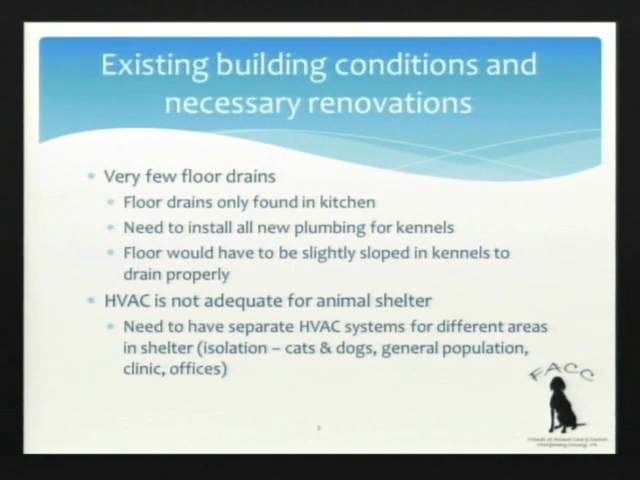 Existing building conditions and
necessary renovations
Very few floor drains
Floor drains only found in kitchen
Need to install all new plumbing for kennels
Floor would have to be slightly sloped in kennels to
drain properly
HVAC is not adequate for animal shelter
Need to have separate HVAC systems for different areas
in shelter (isolation – cats & dogs, general population,
clinic, offices)
FACC